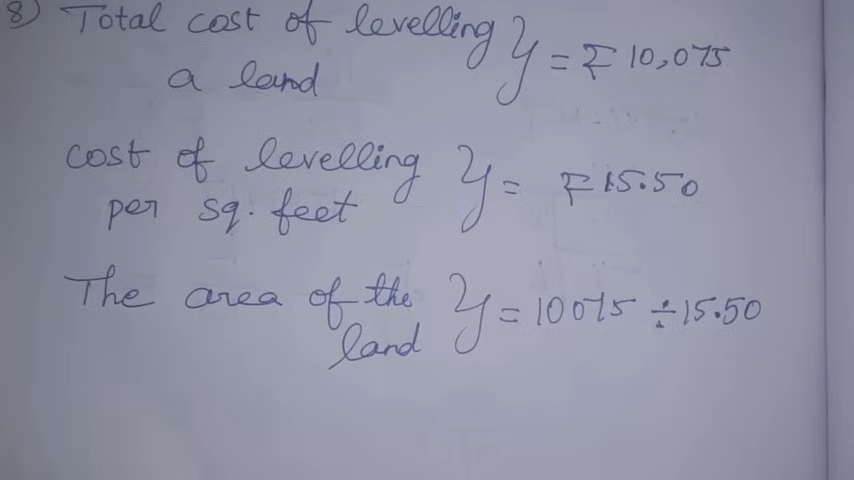 8) Total cost of levelling
a land } = ₹ 10,075
cost of levelling
per sq. feet } = ₹ 15.50
The area of the
land } = 10075 ÷ 15.50